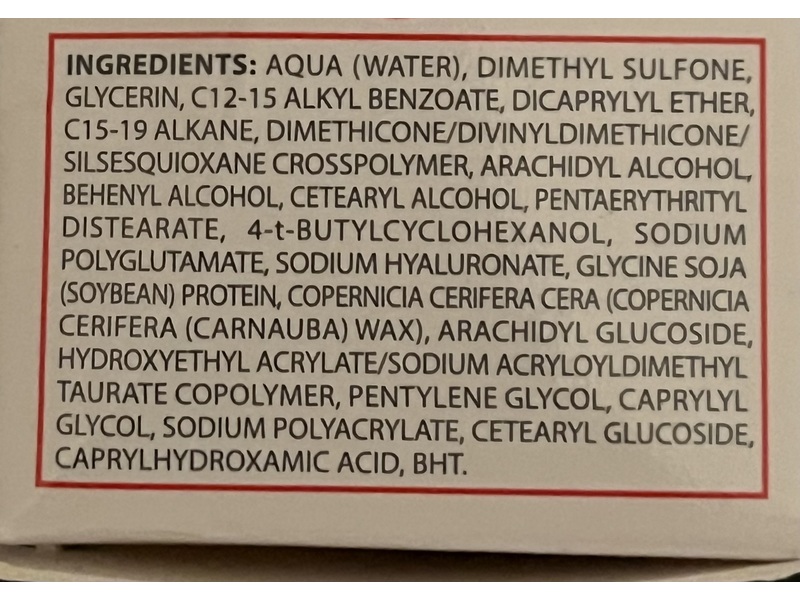 INGREDIENTS: AQUA (WATER), DIMETHYL SULFONE,
GLYCERIN, C12-15 ALKYL BENZOATE, DICAPRYLYL ETHER,
C15-19 ALKANE, DIMETHICONE/DIVINYLDIMETHICONE/
SILSESQUIOXANE CROSSPOLYMER, ARACHIDYL ALCOHOL,
BEHENYL ALCOHOL, CETEARYL ALCOHOL, PENTAERYTHRITYL
DISTEARATE, 4-t-BUTYLCYCLOHEXANOL, SODIUM
POLYGLUTAMATE, SODIUM HYALURONATE, GLYCINE SOJA
(SOYBEAN) PROTEIN, COPERNICIA CERIFERA CERA (COPERNICIA
CERIFERA (CARNAUBA) WAX), ARACHIDYL GLUCOSIDE,
HYDROXYETHYL ACRYLATE/SODIUM ACRYLOYLDIMETHYL
TAURATE COPOLYMER, PENTYLENE GLYCOL, CAPRYLYL
GLYCOL, SODIUM POLYACRYLATE, CETEARYL GLUCOSIDE,
CAPRYLHYDROXAMIC ACID, BHT.